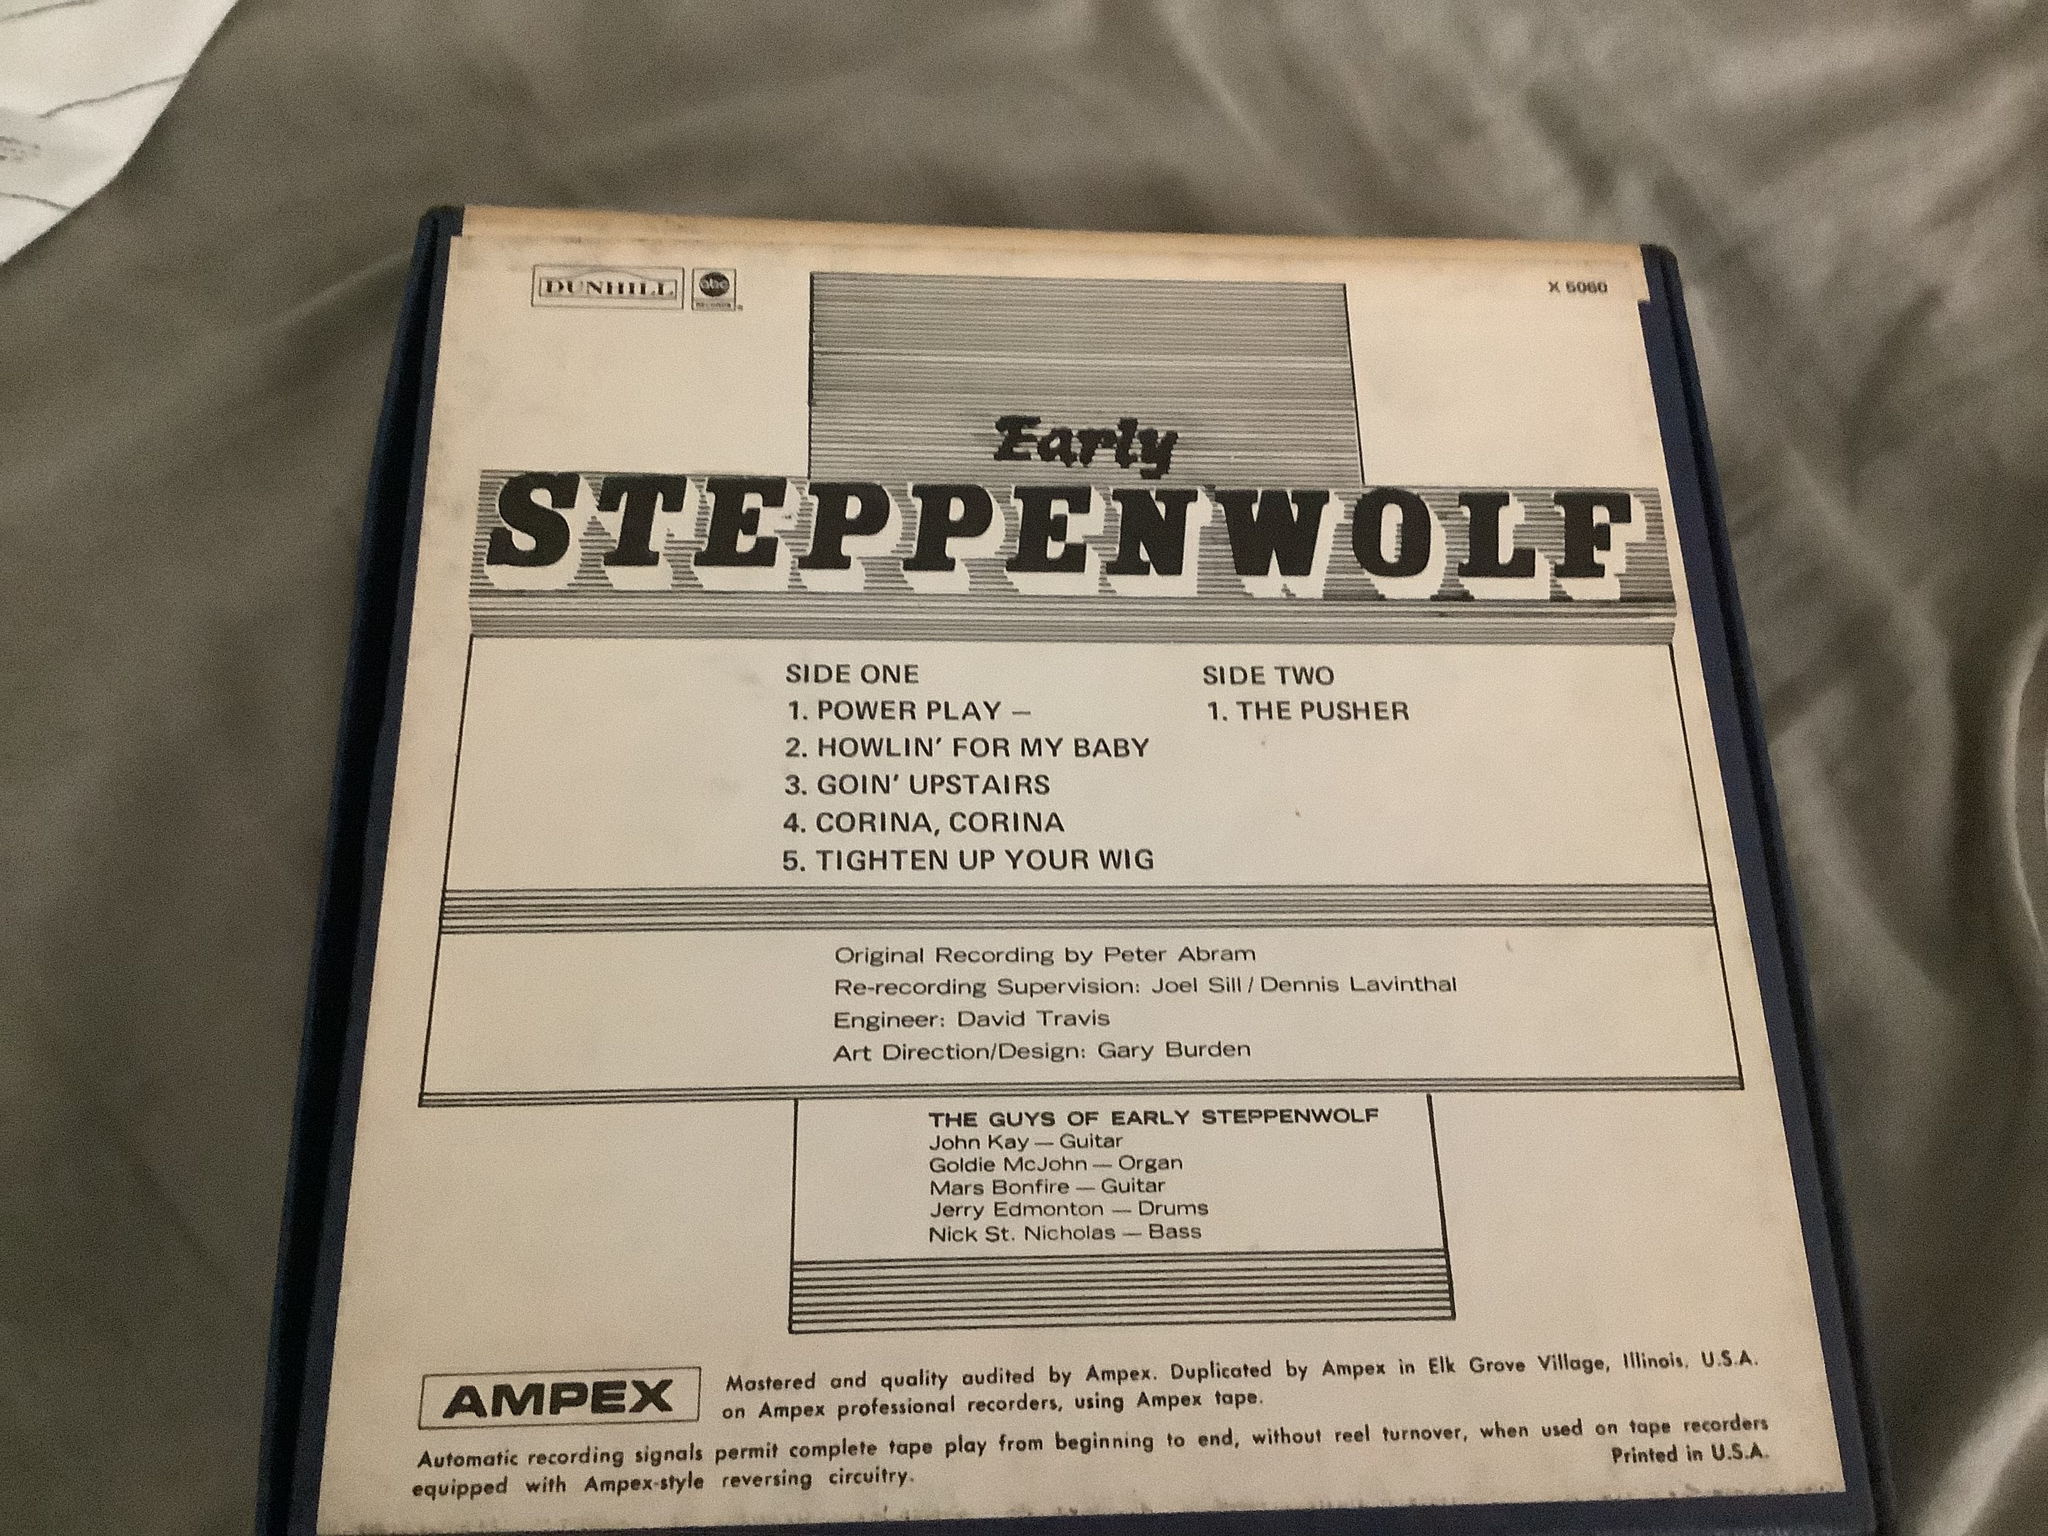 DUNHILL
abc
RECORDS
X 5060
Early
STEPPENWOLF
SIDE ONE
1. POWER PLAY —
2. HOWLIN' FOR MY BABY
3. GOIN' UPSTAIRS
4. CORINA, CORINA
5. TIGHTEN UP YOUR WIG
SIDE TWO
1. THE PUSHER
Original Recording by Peter Abram
Re-recording Supervision: Joel Sill / Dennis Lavinthal
Engineer: David Travis
Art Direction/Design: Gary Burden
THE GUYS OF EARLY STEPPENWOLF
John Kay — Guitar
Goldie McJohn — Organ
Mars Bonfire — Guitar
Jerry Edmonton — Drums
Nick St. Nicholas — Bass
AMPEX
Mastered and quality audited by Ampex. Duplicated by Ampex in Elk Grove Village, Illinois, U.S.A.
on Ampex professional recorders, using Ampex tape.
Automatic recording signals permit complete tape play from beginning to end, without reel turnover, when used on tape recorders
equipped with Ampex-style reversing circuitry.
Printed in U.S.A.